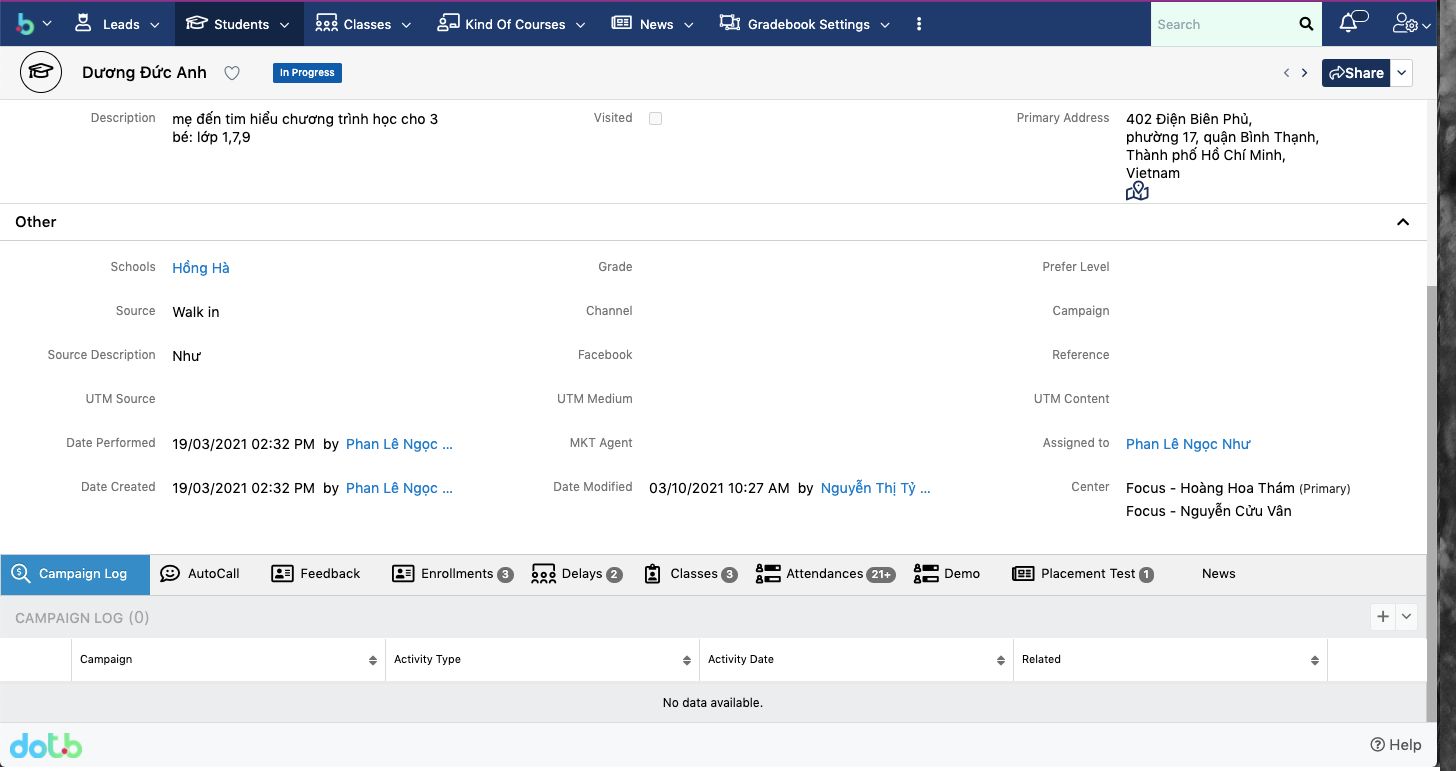 b
Leads
Students
Classes
Kind Of Courses
News
Gradebook Settings
Search
Dương Đức Anh
In Progress
Share
Description
mẹ đến tim hiểu chương trình học cho 3
bé: lớp 1,7,9
Visited
Primary Address
402 Điện Biên Phủ,
phường 17, quận Bình Thạnh,
Thành phố Hồ Chí Minh,
Vietnam
Other
Schools
Hồng Hà
Grade
Prefer Level
Source
Walk in
Channel
Campaign
Source Description
Như
Facebook
Reference
UTM Source
UTM Medium
UTM Content
Date Performed
19/03/2021 02:32 PM by Phan Lê Ngọc ...
MKT Agent
Assigned to
Phan Lê Ngọc Như
Date Created
19/03/2021 02:32 PM by Phan Lê Ngọc ...
Date Modified
03/10/2021 10:27 AM by Nguyễn Thị Tỷ ...
Center
Focus - Hoàng Hoa Thám (Primary)
Focus - Nguyễn Cửu Vân
Campaign Log
AutoCall
Feedback
Enrollments 3
Delays 2
Classes 3
Attendances 21+
Demo
Placement Test 1
News
CAMPAIGN LOG (0)
Campaign
Activity Type
Activity Date
Related
No data available.
dotb
Help